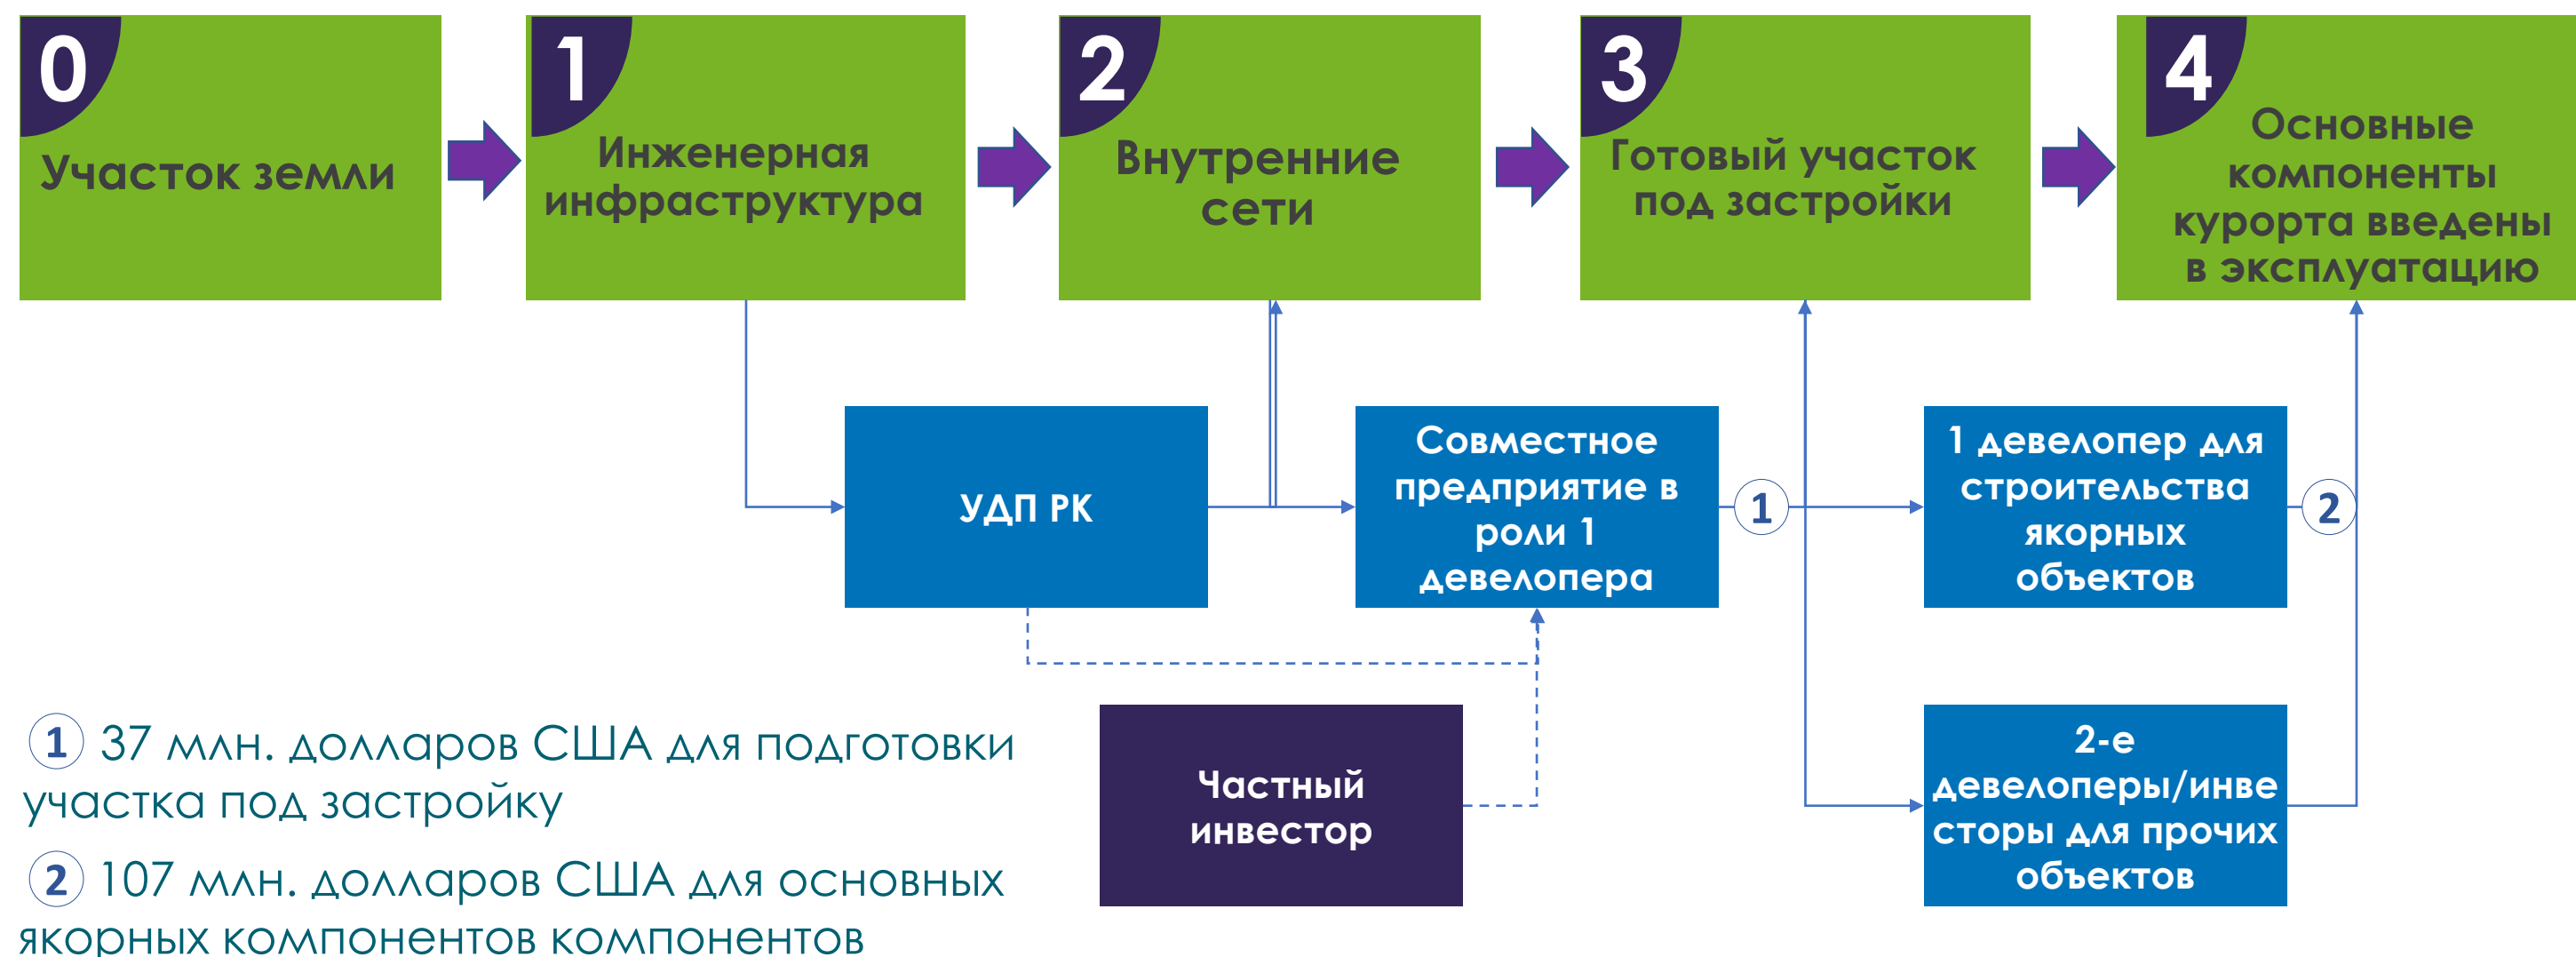 0
Участок земли
1
Инженерная
инфраструктура
2
Внутренние
сети
3
Готовый участок
под застройки
4
Основные
компоненты
курорта введены
в эксплуатацию
УДП РК
Совместное
предприятие в
роли 1
девелопера
1
1 девелопер для
строительства
якорных
объектов
2
Частный
инвестор
2-е
девелоперы/инве
сторы для прочих
объектов
1 37 млн. долларов США для подготовки
участка под застройку
2 107 млн. долларов США для основных
якорных компонентов компонентов